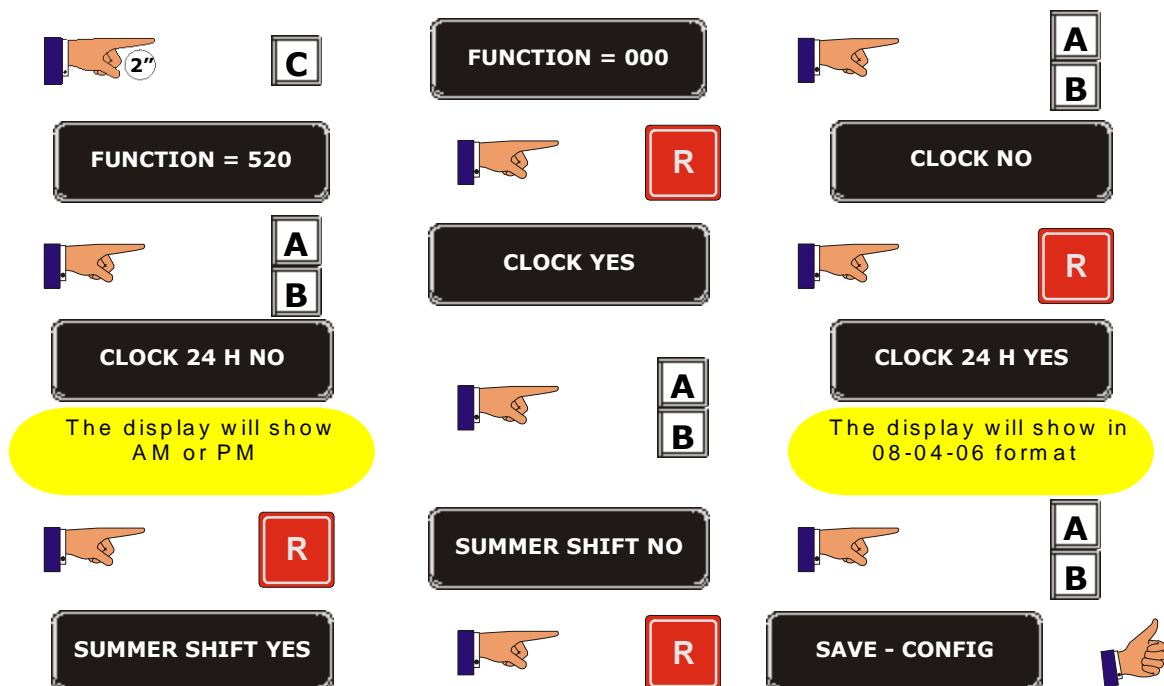 2″
C
FUNCTION = 000
A
B
FUNCTION = 520
R
CLOCK NO
A
B
CLOCK YES
R
CLOCK 24 H NO
The display will show
AM or PM
A
B
CLOCK 24 H YES
The display will show in
08-04-06 format
R
SUMMER SHIFT NO
A
B
SUMMER SHIFT YES
R
SAVE - CONFIG